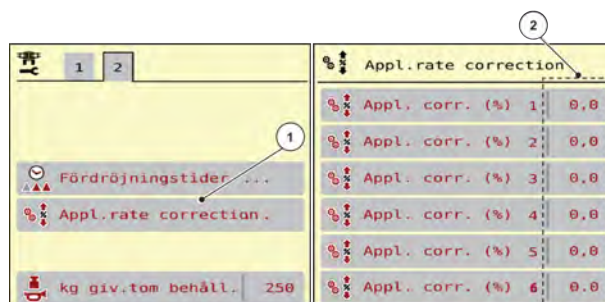 2
1 2
1
Fördröjningstider ...
Appl.rate correction.
kg giv.tom behåll. 250
Appl.rate correction
Appl. corr. (%) 1 0,0
Appl. corr. (%) 2 0,0
Appl. corr. (%) 3 0,0
Appl. corr. (%) 4 0,0
Appl. corr. (%) 5 0,0
Appl. corr. (%) 6 0.0